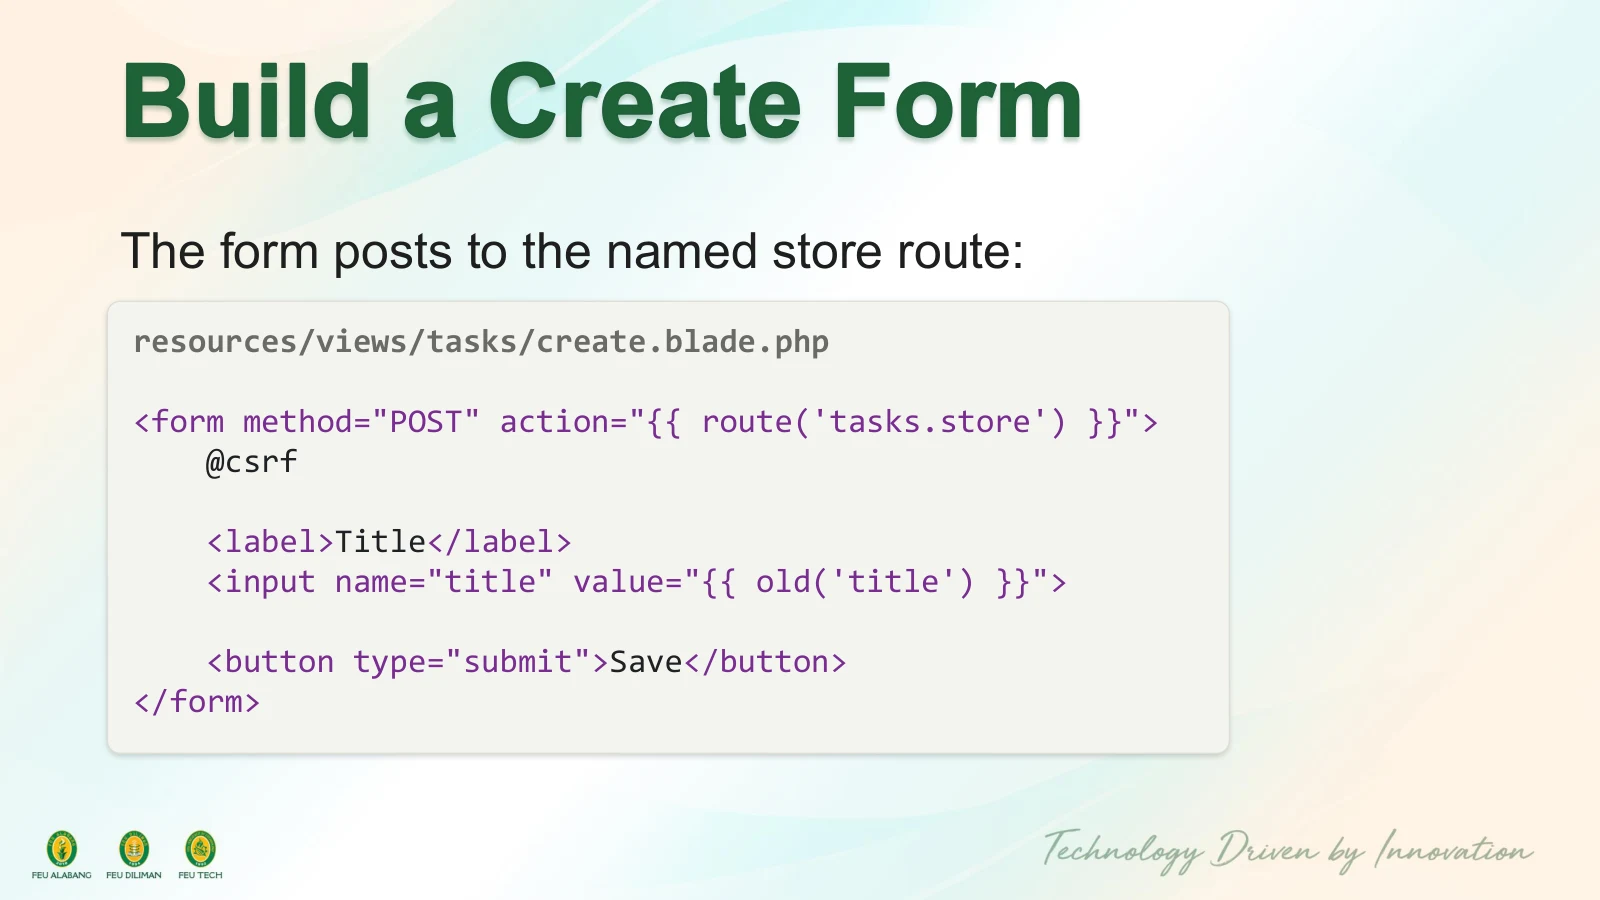 Build a Create Form
The form posts to the named store route:
resources/views/tasks/create.blade.php
<form method="POST" action="{{ route('tasks.store') }}">
    @csrf
    <label>Title</label>
    <input name="title" value="{{ old('title') }}">
    <button type="submit">Save</button>
</form>
FEU ALABANG FEU DILIMAN FEU TECH
Technology Driven by Innovation